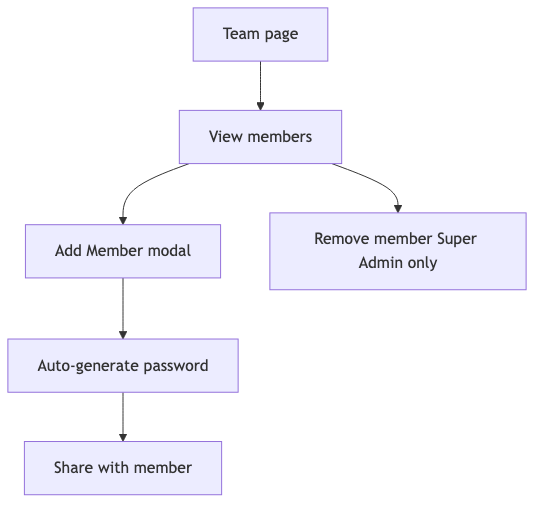 Team page
View members
Add Member modal
Remove member Super
Admin only
Auto-generate password
Share with member